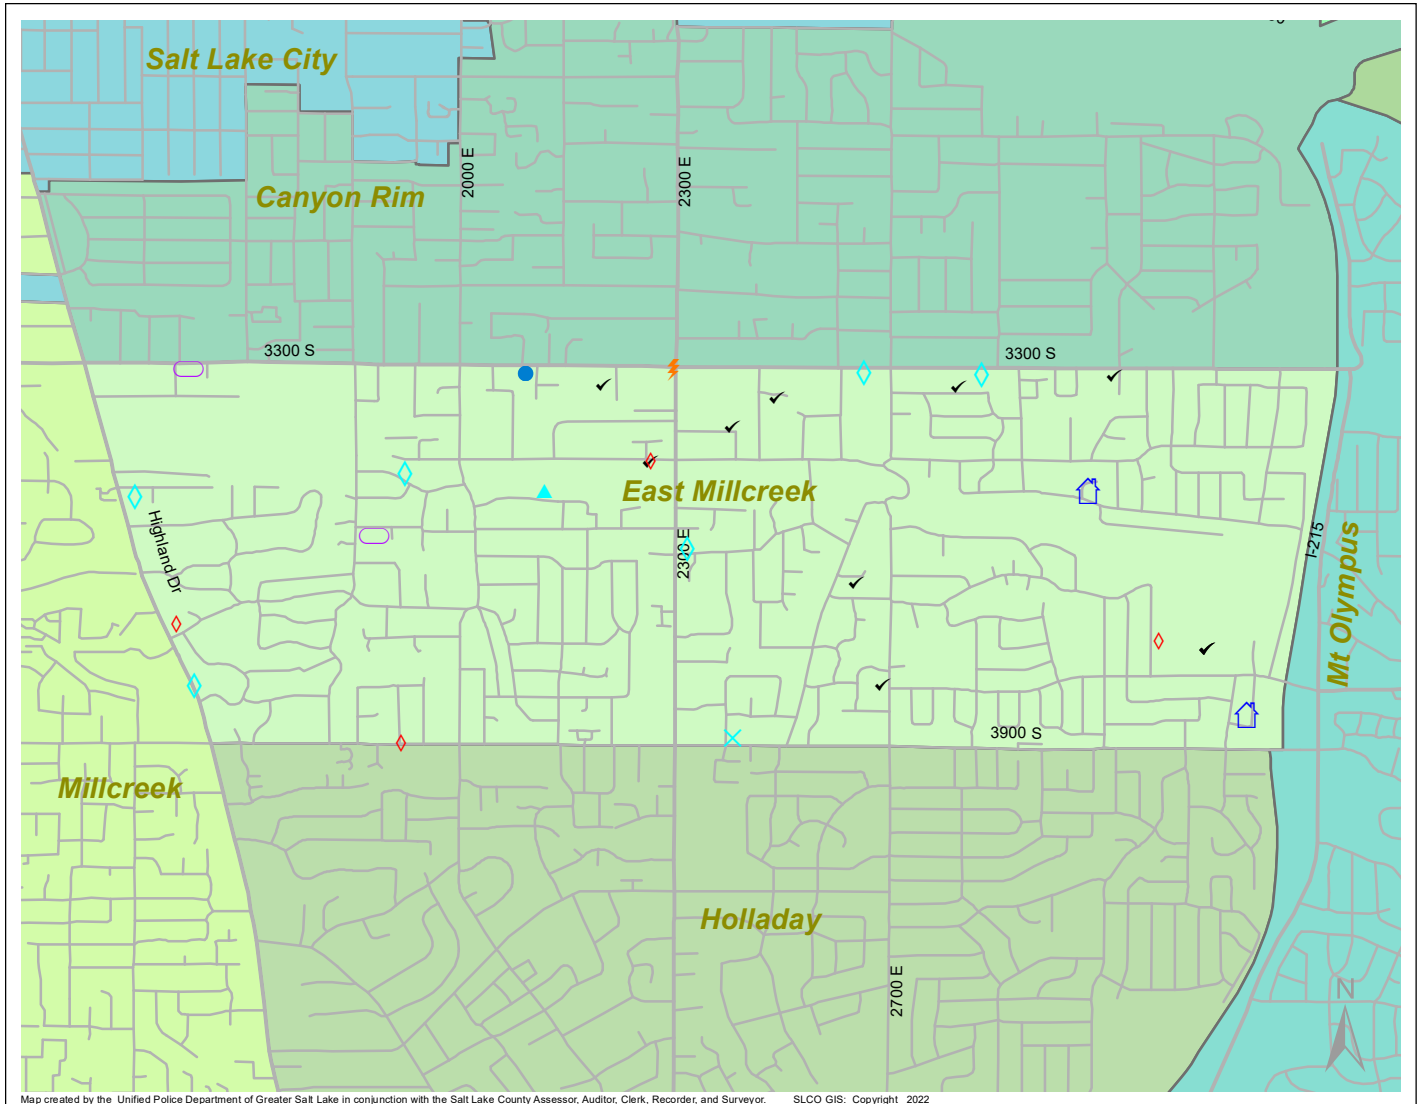 Salt Lake City
Canyon Rim
2000 E
2300 E
3300 S
3300 S
East Millcreek
Highland Dr
2300 E
I-215
Mt Olympus
3900 S
Millcreek
Holladay
2700 E
N
Map created by the Unified Police Department of Greater Salt Lake in conjunction with the Salt Lake County Assessor, Auditor, Clerk, Recorder, and Surveyor. SLCO GIS: Copyright 2022